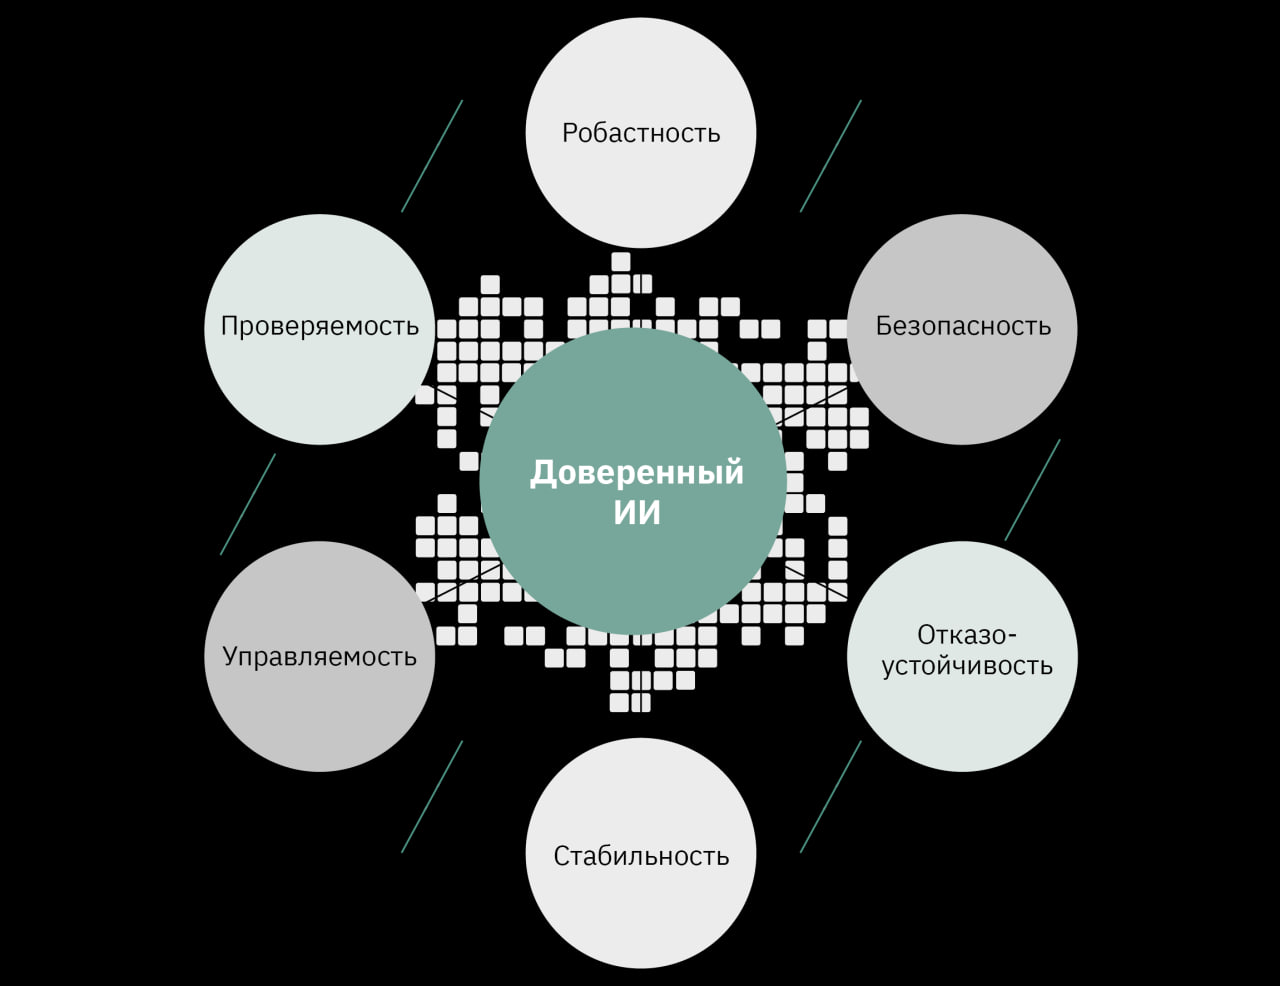 Робастность
Проверяемость
Безопасность
Доверенный
ИИ
Управляемость
Отказо-
устойчивость
Стабильность